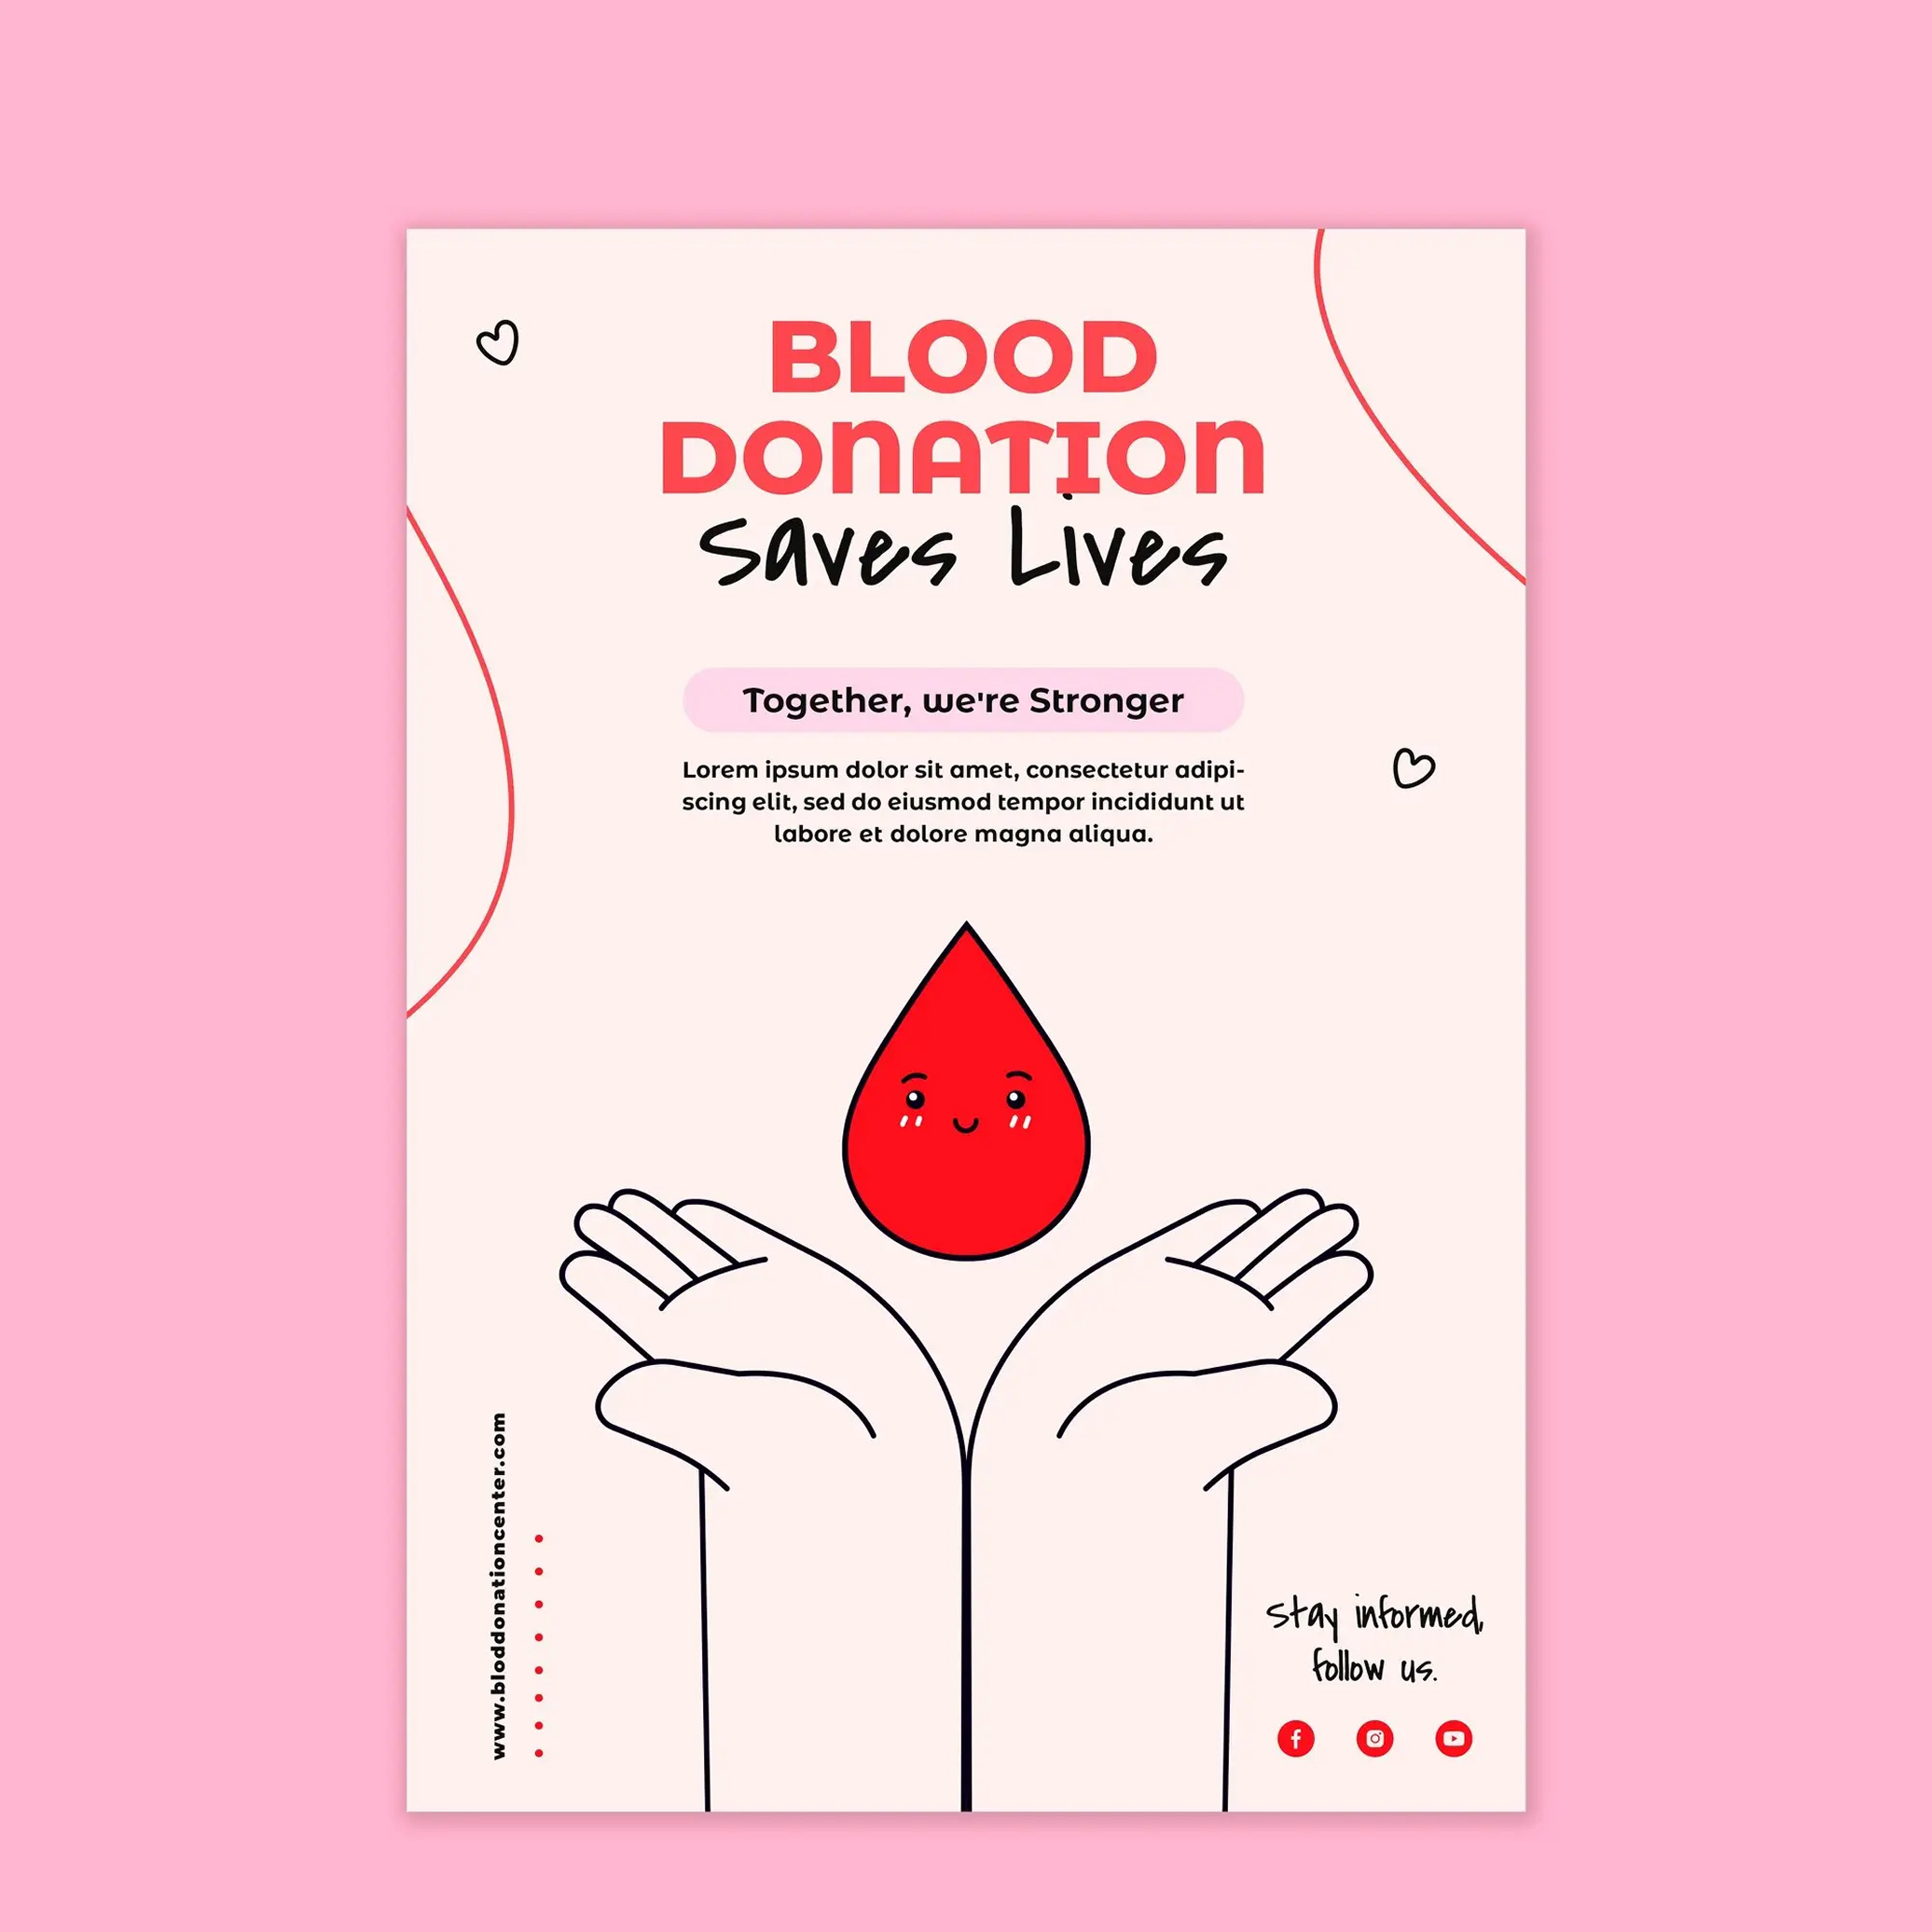 BLOOD
DONATION
Saves Lives
Together, we're Stronger
Lorem ipsum dolor sit amet, consectetur adipi-
scing elit, sed do eiusmod tempor incididunt ut
labore et dolore magna aliqua.
www.bloddonationcenter.com
stay informed,
follow us.